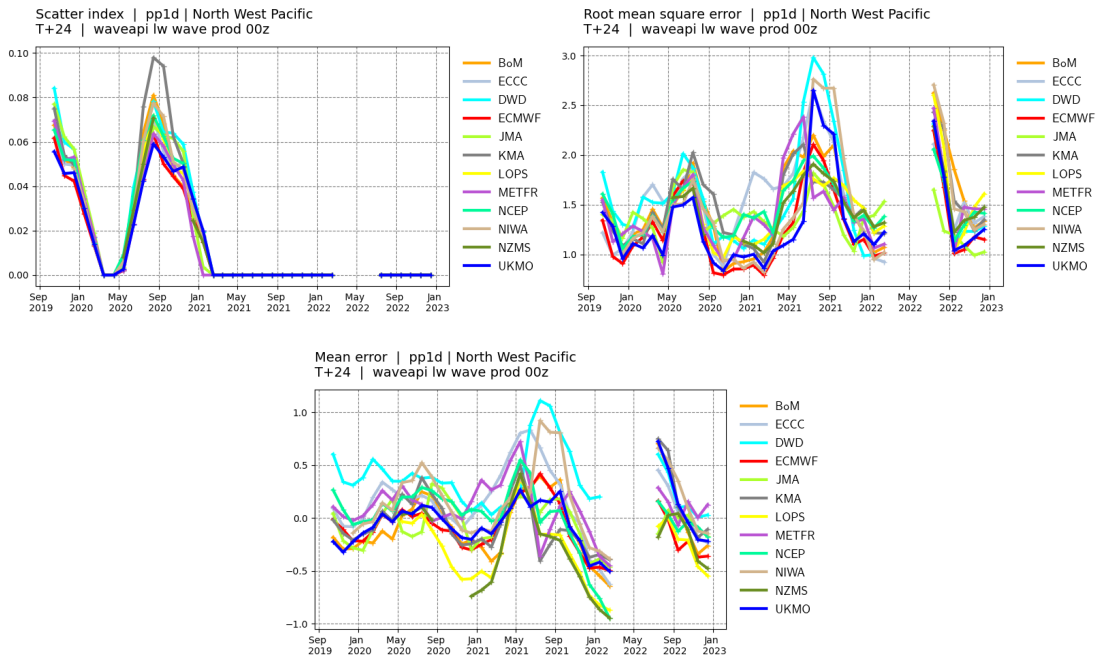 Scatter index | pp1d | North West Pacific
T+24 | waveapi lw wave prod 00z
0.10
0.08
0.06
0.04
0.02
0.00
Sep 2019
Jan 2020
May 2020
Sep 2020
Jan 2021
May 2021
Sep 2021
Jan 2022
May 2022
Sep 2022
Jan 2023
BoM
ECCC
DWD
ECMWF
JMA
KMA
LOPS
METFR
NCEP
NIWA
NZMS
UKMO
Root mean square error | pp1d | North West Pacific
T+24 | waveapi lw wave prod 00z
3.0
2.5
2.0
1.5
1.0
Sep 2019
Jan 2020
May 2020
Sep 2020
Jan 2021
May 2021
Sep 2021
Jan 2022
May 2022
Sep 2022
Jan 2023
BoM
ECCC
DWD
ECMWF
JMA
KMA
LOPS
METFR
NCEP
NIWA
NZMS
UKMO
Mean error | pp1d | North West Pacific
T+24 | waveapi lw wave prod 00z
1.0
0.5
0.0
−0.5
−1.0
Sep 2019
Jan 2020
May 2020
Sep 2020
Jan 2021
May 2021
Sep 2021
Jan 2022
May 2022
Sep 2022
Jan 2023
BoM
ECCC
DWD
ECMWF
JMA
KMA
LOPS
METFR
NCEP
NIWA
NZMS
UKMO